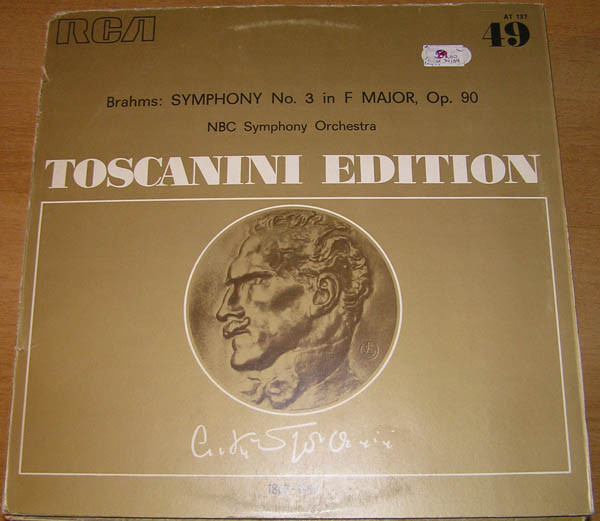 RCA
AT 137
49
Brahms: SYMPHONY No. 3 in F MAJOR, Op. 90
NBC Symphony Orchestra
TOSCANINI EDITION